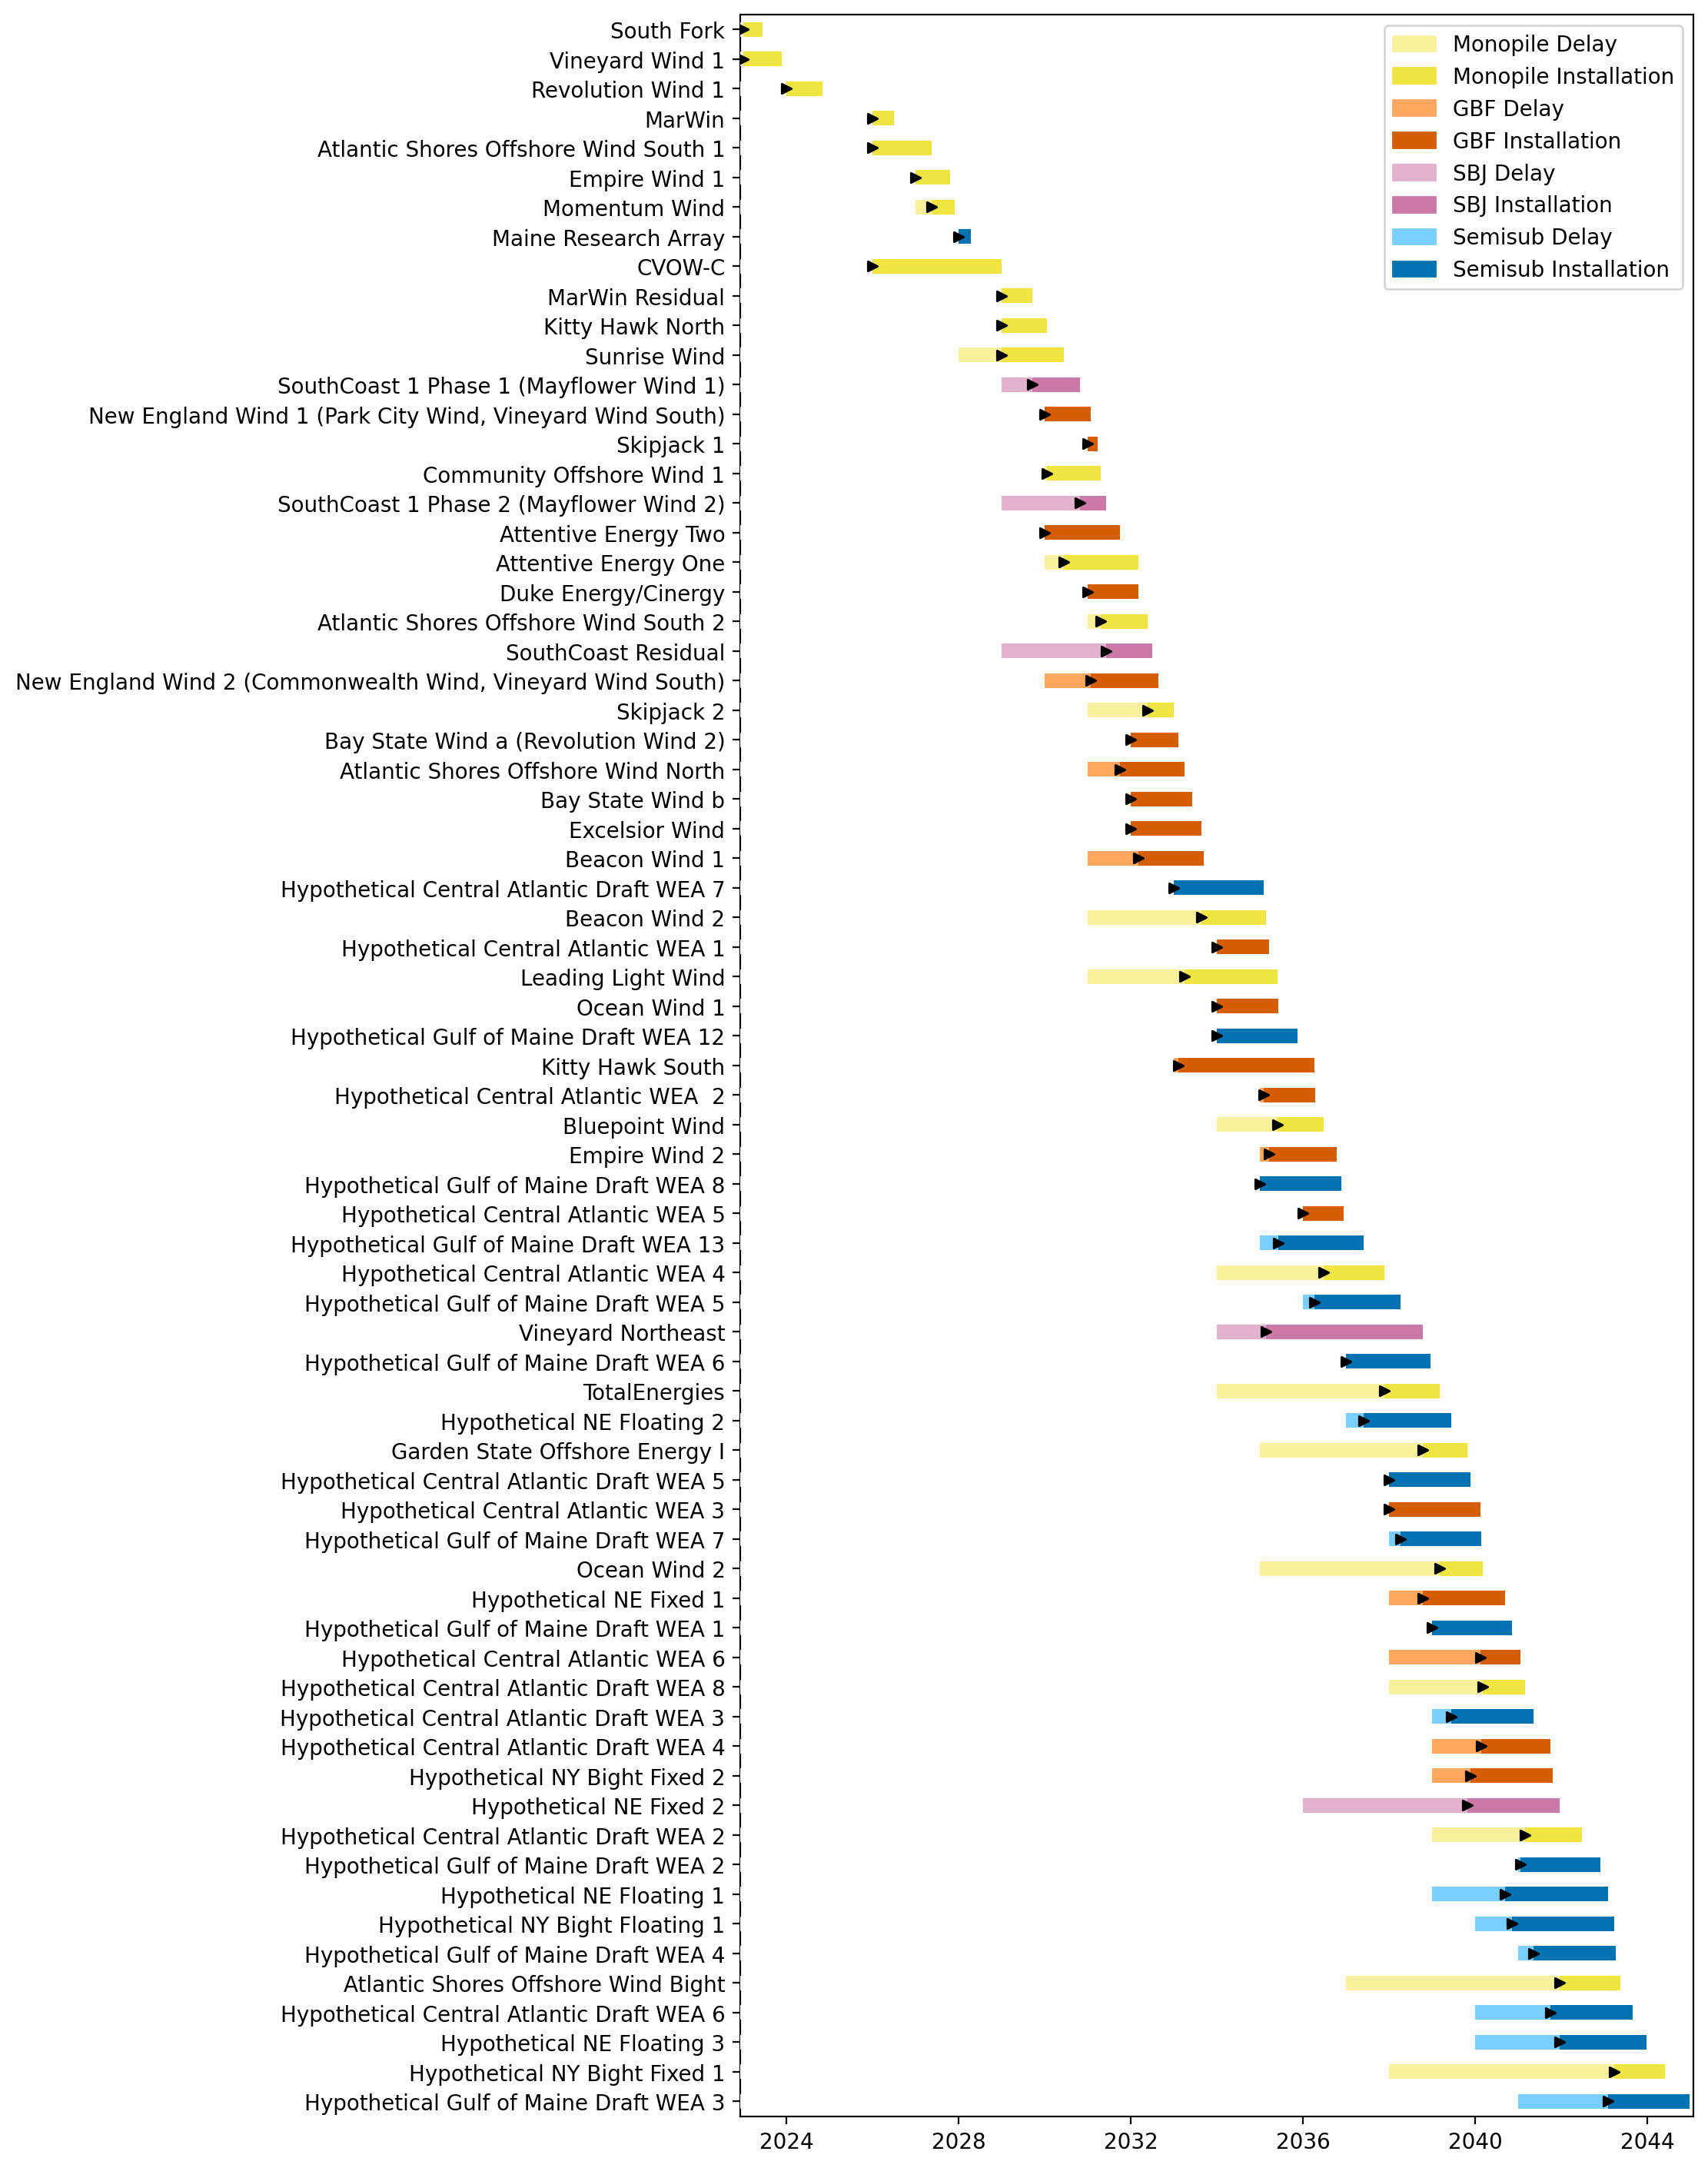 South Fork
Vineyard Wind 1
Revolution Wind 1
MarWin
Atlantic Shores Offshore Wind South 1
Empire Wind 1
Momentum Wind
Maine Research Array
CVOW-C
MarWin Residual
Kitty Hawk North
Sunrise Wind
SouthCoast 1 Phase 1 (Mayflower Wind 1)
New England Wind 1 (Park City Wind, Vineyard Wind South)
Skipjack 1
Community Offshore Wind 1
SouthCoast 1 Phase 2 (Mayflower Wind 2)
Attentive Energy Two
Attentive Energy One
Duke Energy/Cinergy
Atlantic Shores Offshore Wind South 2
SouthCoast Residual
New England Wind 2 (Commonwealth Wind, Vineyard Wind South)
Skipjack 2
Bay State Wind a (Revolution Wind 2)
Atlantic Shores Offshore Wind North
Bay State Wind b
Excelsior Wind
Beacon Wind 1
Hypothetical Central Atlantic Draft WEA 7
Beacon Wind 2
Hypothetical Central Atlantic WEA 1
Leading Light Wind
Ocean Wind 1
Hypothetical Gulf of Maine Draft WEA 12
Kitty Hawk South
Hypothetical Central Atlantic WEA  2
Bluepoint Wind
Empire Wind 2
Hypothetical Gulf of Maine Draft WEA 8
Hypothetical Central Atlantic WEA 5
Hypothetical Gulf of Maine Draft WEA 13
Hypothetical Central Atlantic WEA 4
Hypothetical Gulf of Maine Draft WEA 5
Vineyard Northeast
Hypothetical Gulf of Maine Draft WEA 6
TotalEnergies
Hypothetical NE Floating 2
Garden State Offshore Energy I
Hypothetical Central Atlantic Draft WEA 5
Hypothetical Central Atlantic WEA 3
Hypothetical Gulf of Maine Draft WEA 7
Ocean Wind 2
Hypothetical NE Fixed 1
Hypothetical Gulf of Maine Draft WEA 1
Hypothetical Central Atlantic WEA 6
Hypothetical Central Atlantic Draft WEA 8
Hypothetical Central Atlantic Draft WEA 3
Hypothetical Central Atlantic Draft WEA 4
Hypothetical NY Bight Fixed 2
Hypothetical NE Fixed 2
Hypothetical Central Atlantic Draft WEA 2
Hypothetical Gulf of Maine Draft WEA 2
Hypothetical NE Floating 1
Hypothetical NY Bight Floating 1
Hypothetical Gulf of Maine Draft WEA 4
Atlantic Shores Offshore Wind Bight
Hypothetical Central Atlantic Draft WEA 6
Hypothetical NE Floating 3
Hypothetical NY Bight Fixed 1
Hypothetical Gulf of Maine Draft WEA 3
Monopile Delay
Monopile Installation
GBF Delay
GBF Installation
SBJ Delay
SBJ Installation
Semisub Delay
Semisub Installation
2024 2028 2032 2036 2040 2044